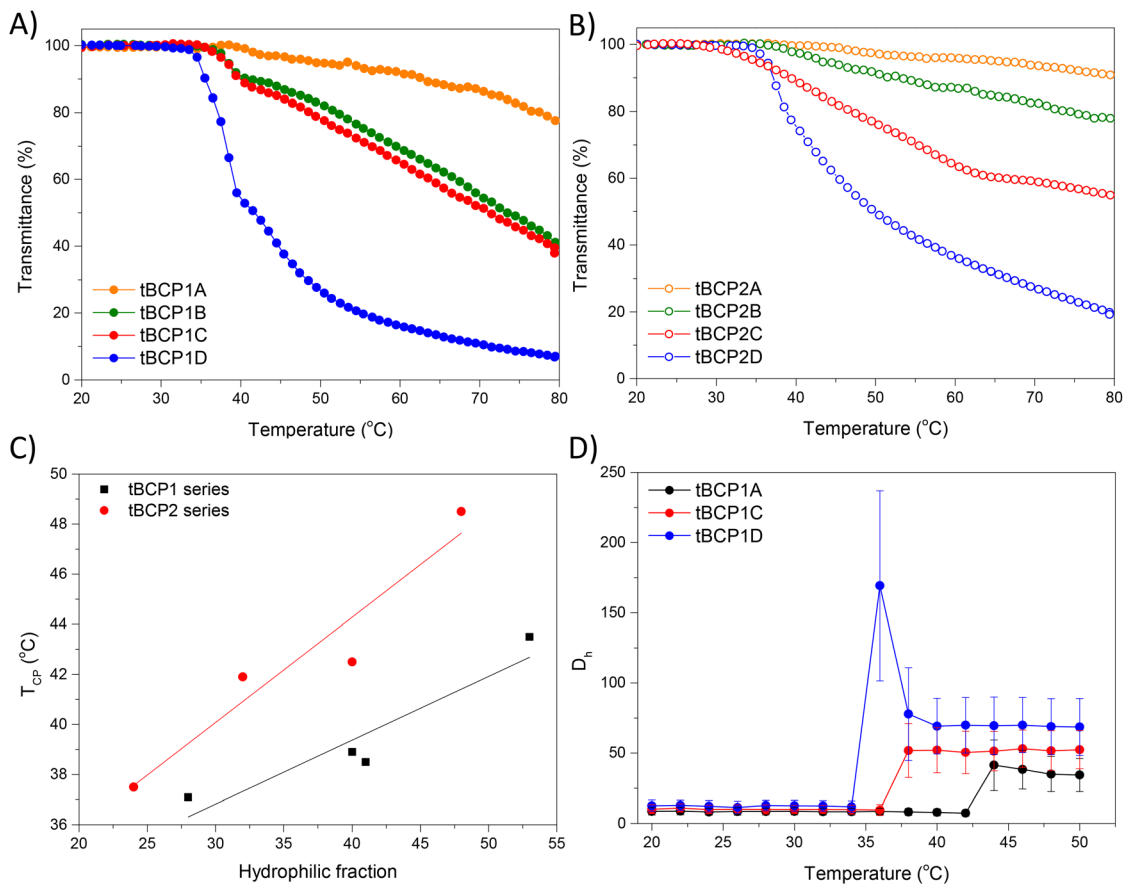 A)
100
80
60
40
20
0
Transmittance (%)
tBCP1A
tBCP1B
tBCP1C
tBCP1D
20 30 40 50 60 70 80
Temperature (°C)
B)
100
80
60
40
20
0
Transmittance (%)
tBCP2A
tBCP2B
tBCP2C
tBCP2D
20 30 40 50 60 70 80
Temperature (°C)
C)
50
48
46
44
42
40
38
36
T_CP (°C)
tBCP1 series
tBCP2 series
20 25 30 35 40 45 50 55
Hydrophilic fraction
D)
250
200
150
100
50
0
D_h
tBCP1A
tBCP1C
tBCP1D
20 25 30 35 40 45 50
Temperature (°C)